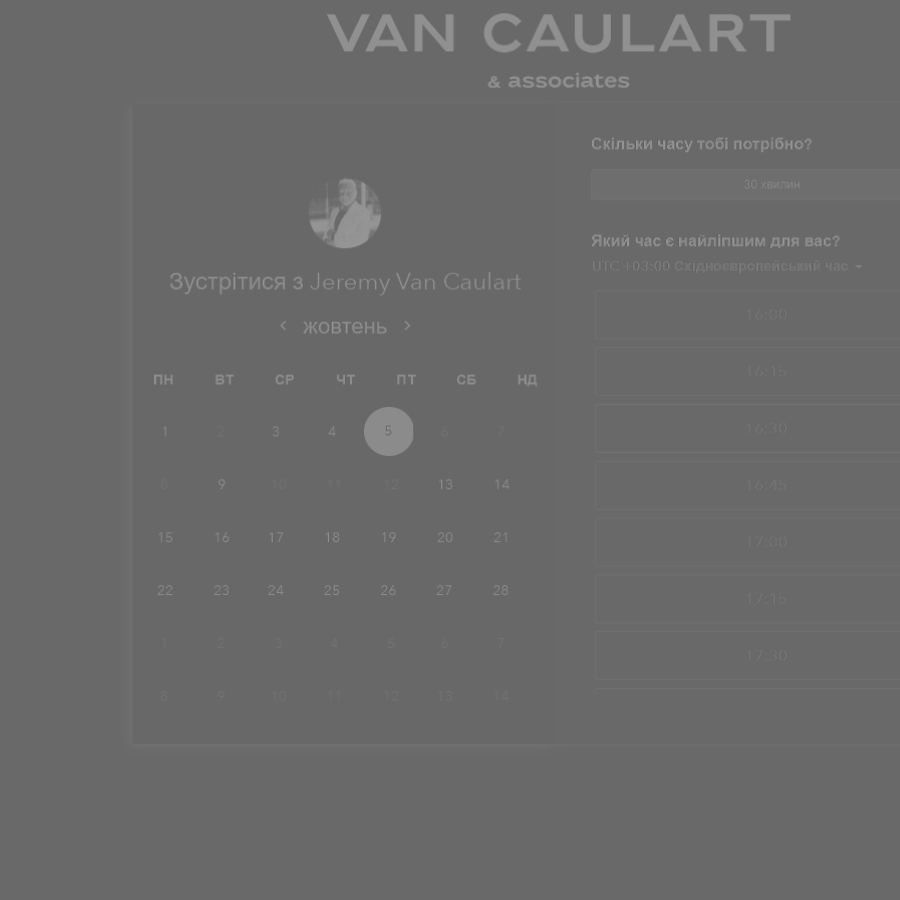 VAN CAULART
& associates
Зустрітися з Jeremy Van Caulart
жовтень
ПН ВТ СР ЧТ ПТ СБ НД
1 2 3 4 5 6 7
8 9 10 11 12 13 14
15 16 17 18 19 20 21
22 23 24 25 26 27 28
1 2 3 4 5 6 7
8 9 10 11 12 13 14
Скільки часу тобі потрібно?
30 хвилин
Який час є найліпшим для вас?
UTC +03:00 Східноєвропейський час
16:00
16:15
16:30
16:45
17:00
17:15
17:30